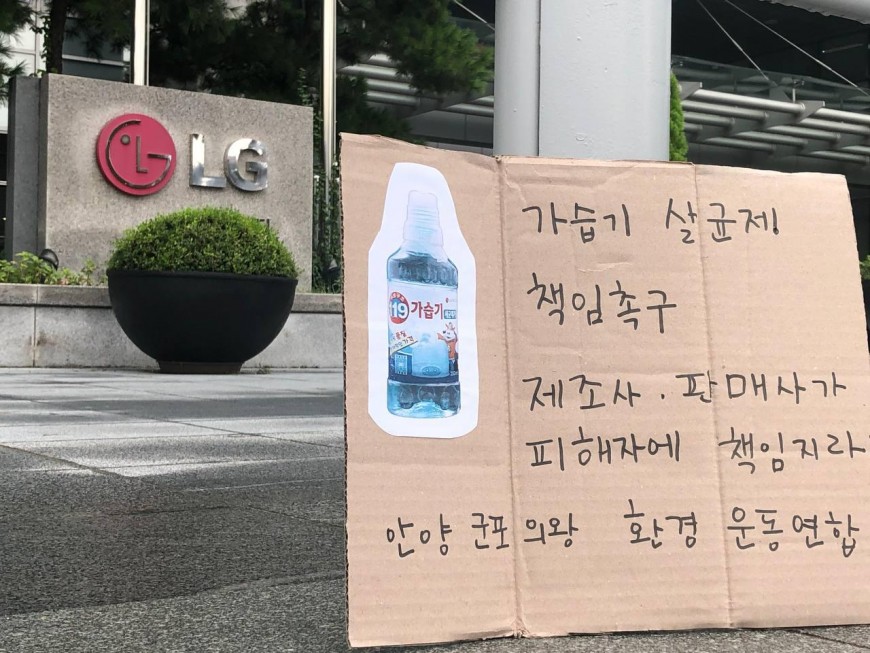 LG
가습기 살균제
책임촉구
제조사·판매사가
피해자에 책임지라
안양 군포 의왕 환경 운동연합
119 가습기